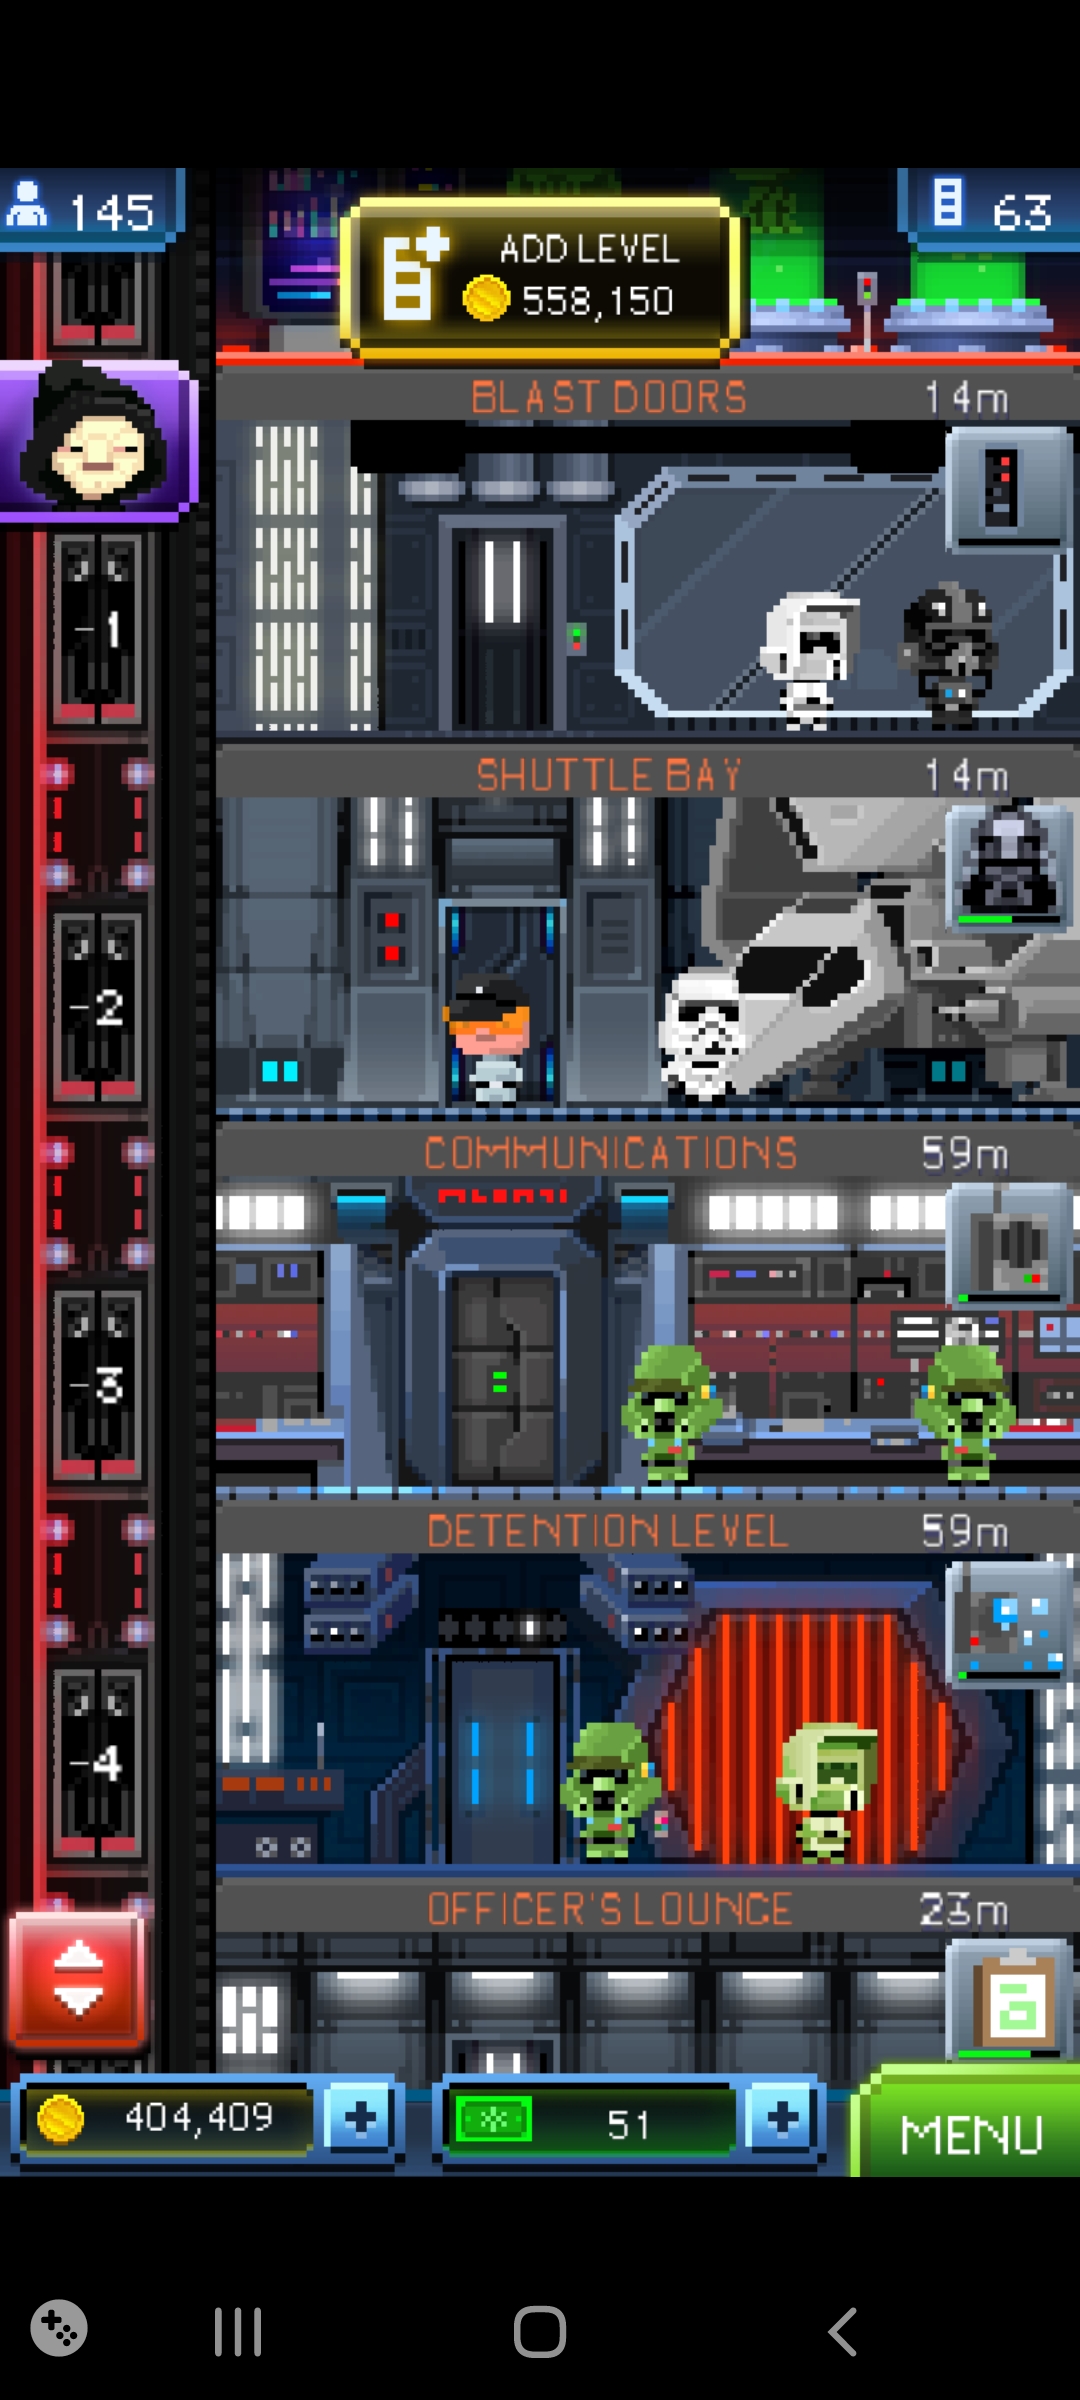 145
ADD LEVEL
558,150
63
BLAST DOORS 14m
-1
SHUTTLE BAY 14m
-2
COMMUNICATIONS 59m
-3
DETENTION LEVEL 59m
-4
OFFICER'S LOUNGE
404,409
51
MENU